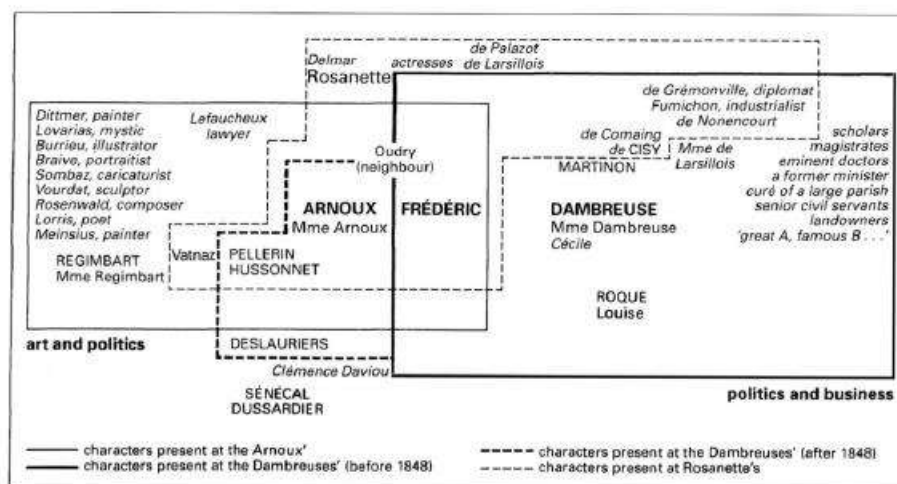 de Palazot
Delmar actresses de Larsillois
Rosanette
de Grémonville, diplomat
Fumichon, industrialist
de Nonencourt
Dittmer, painter
Lovarias, mystic
Burrieu, illustrator
Braive, portraitist
Sombaz, caricaturist
Vourdat, sculptor
Rosenwald, composer
Lorris, poet
Meinsius, painter
Lefaucheux
lawyer
Oudry
(neighbour)
de Comaing
de CISY
MARTINON
Mme de
Larsillois
scholars
magistrates
eminent doctors
a former minister
curé of a large parish
senior civil servants
landowners
'great A, famous B . . .'
ARNOUX
Mme Arnoux
FRÉDÉRIC
DAMBREUSE
Mme Dambreuse
Cécile
REGIMBART
Mme Regimbart
Vatnaz
PELLERIN
HUSSONNET
ROQUE
Louise
art and politics
DESLAURIERS
Clémence Daviou
SÉNÉCAL
DUSSARDIER
politics and business
characters present at the Arnoux'
characters present at the Dambreuses' (before 1848)
characters present at the Dambreuses' (after 1848)
characters present at Rosanette's